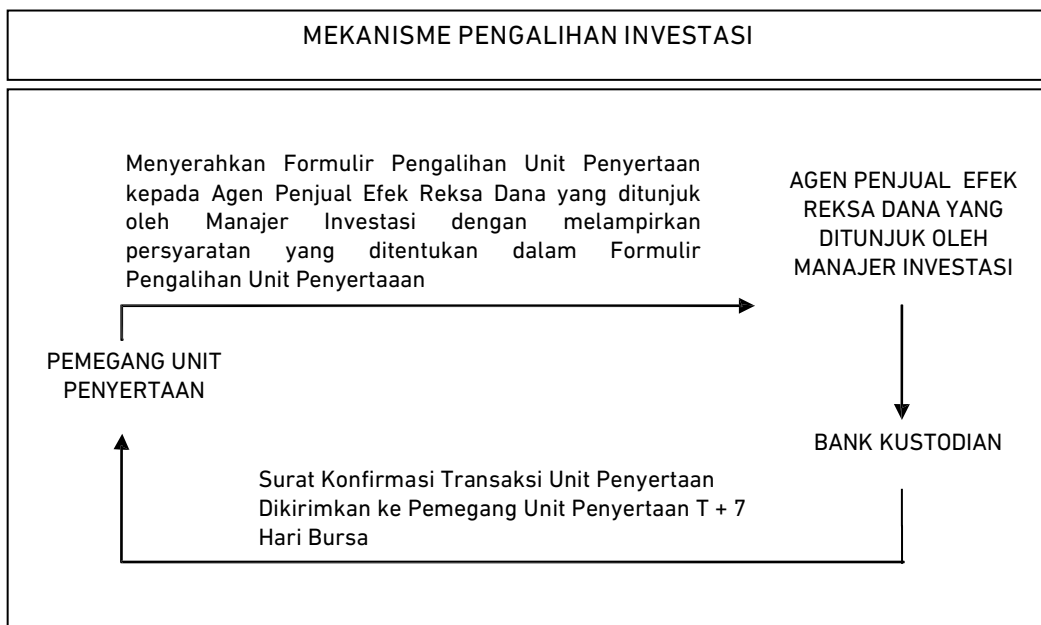 MEKANISME PENGALIHAN INVESTASI
Menyerahkan Formulir Pengalihan Unit Penyertaan
kepada Agen Penjual Efek Reksa Dana yang ditunjuk
oleh Manajer Investasi dengan melampirkan
persyaratan yang ditentukan dalam Formulir
Pengalihan Unit Penyertaaan
AGEN PENJUAL EFEK
REKSA DANA YANG
DITUNJUK OLEH
MANAJER INVESTASI
PEMEGANG UNIT
PENYERTAAN
BANK KUSTODIAN
Surat Konfirmasi Transaksi Unit Penyertaan
Dikirimkan ke Pemegang Unit Penyertaan T + 7
Hari Bursa